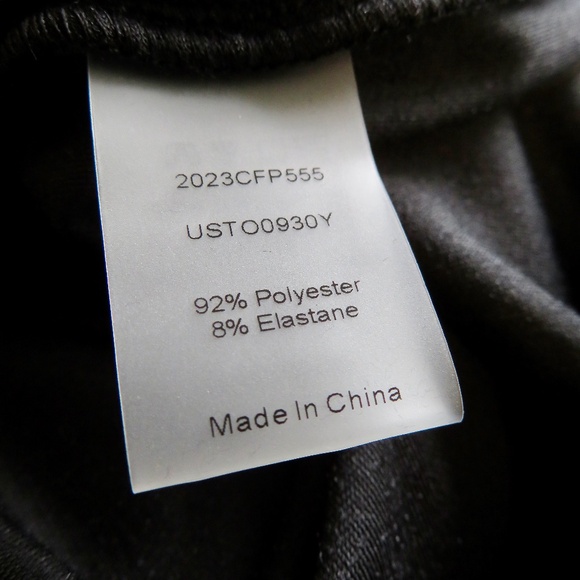 2023CFP555
USTO0930Y
92% Polyester
8% Elastane
Made In China